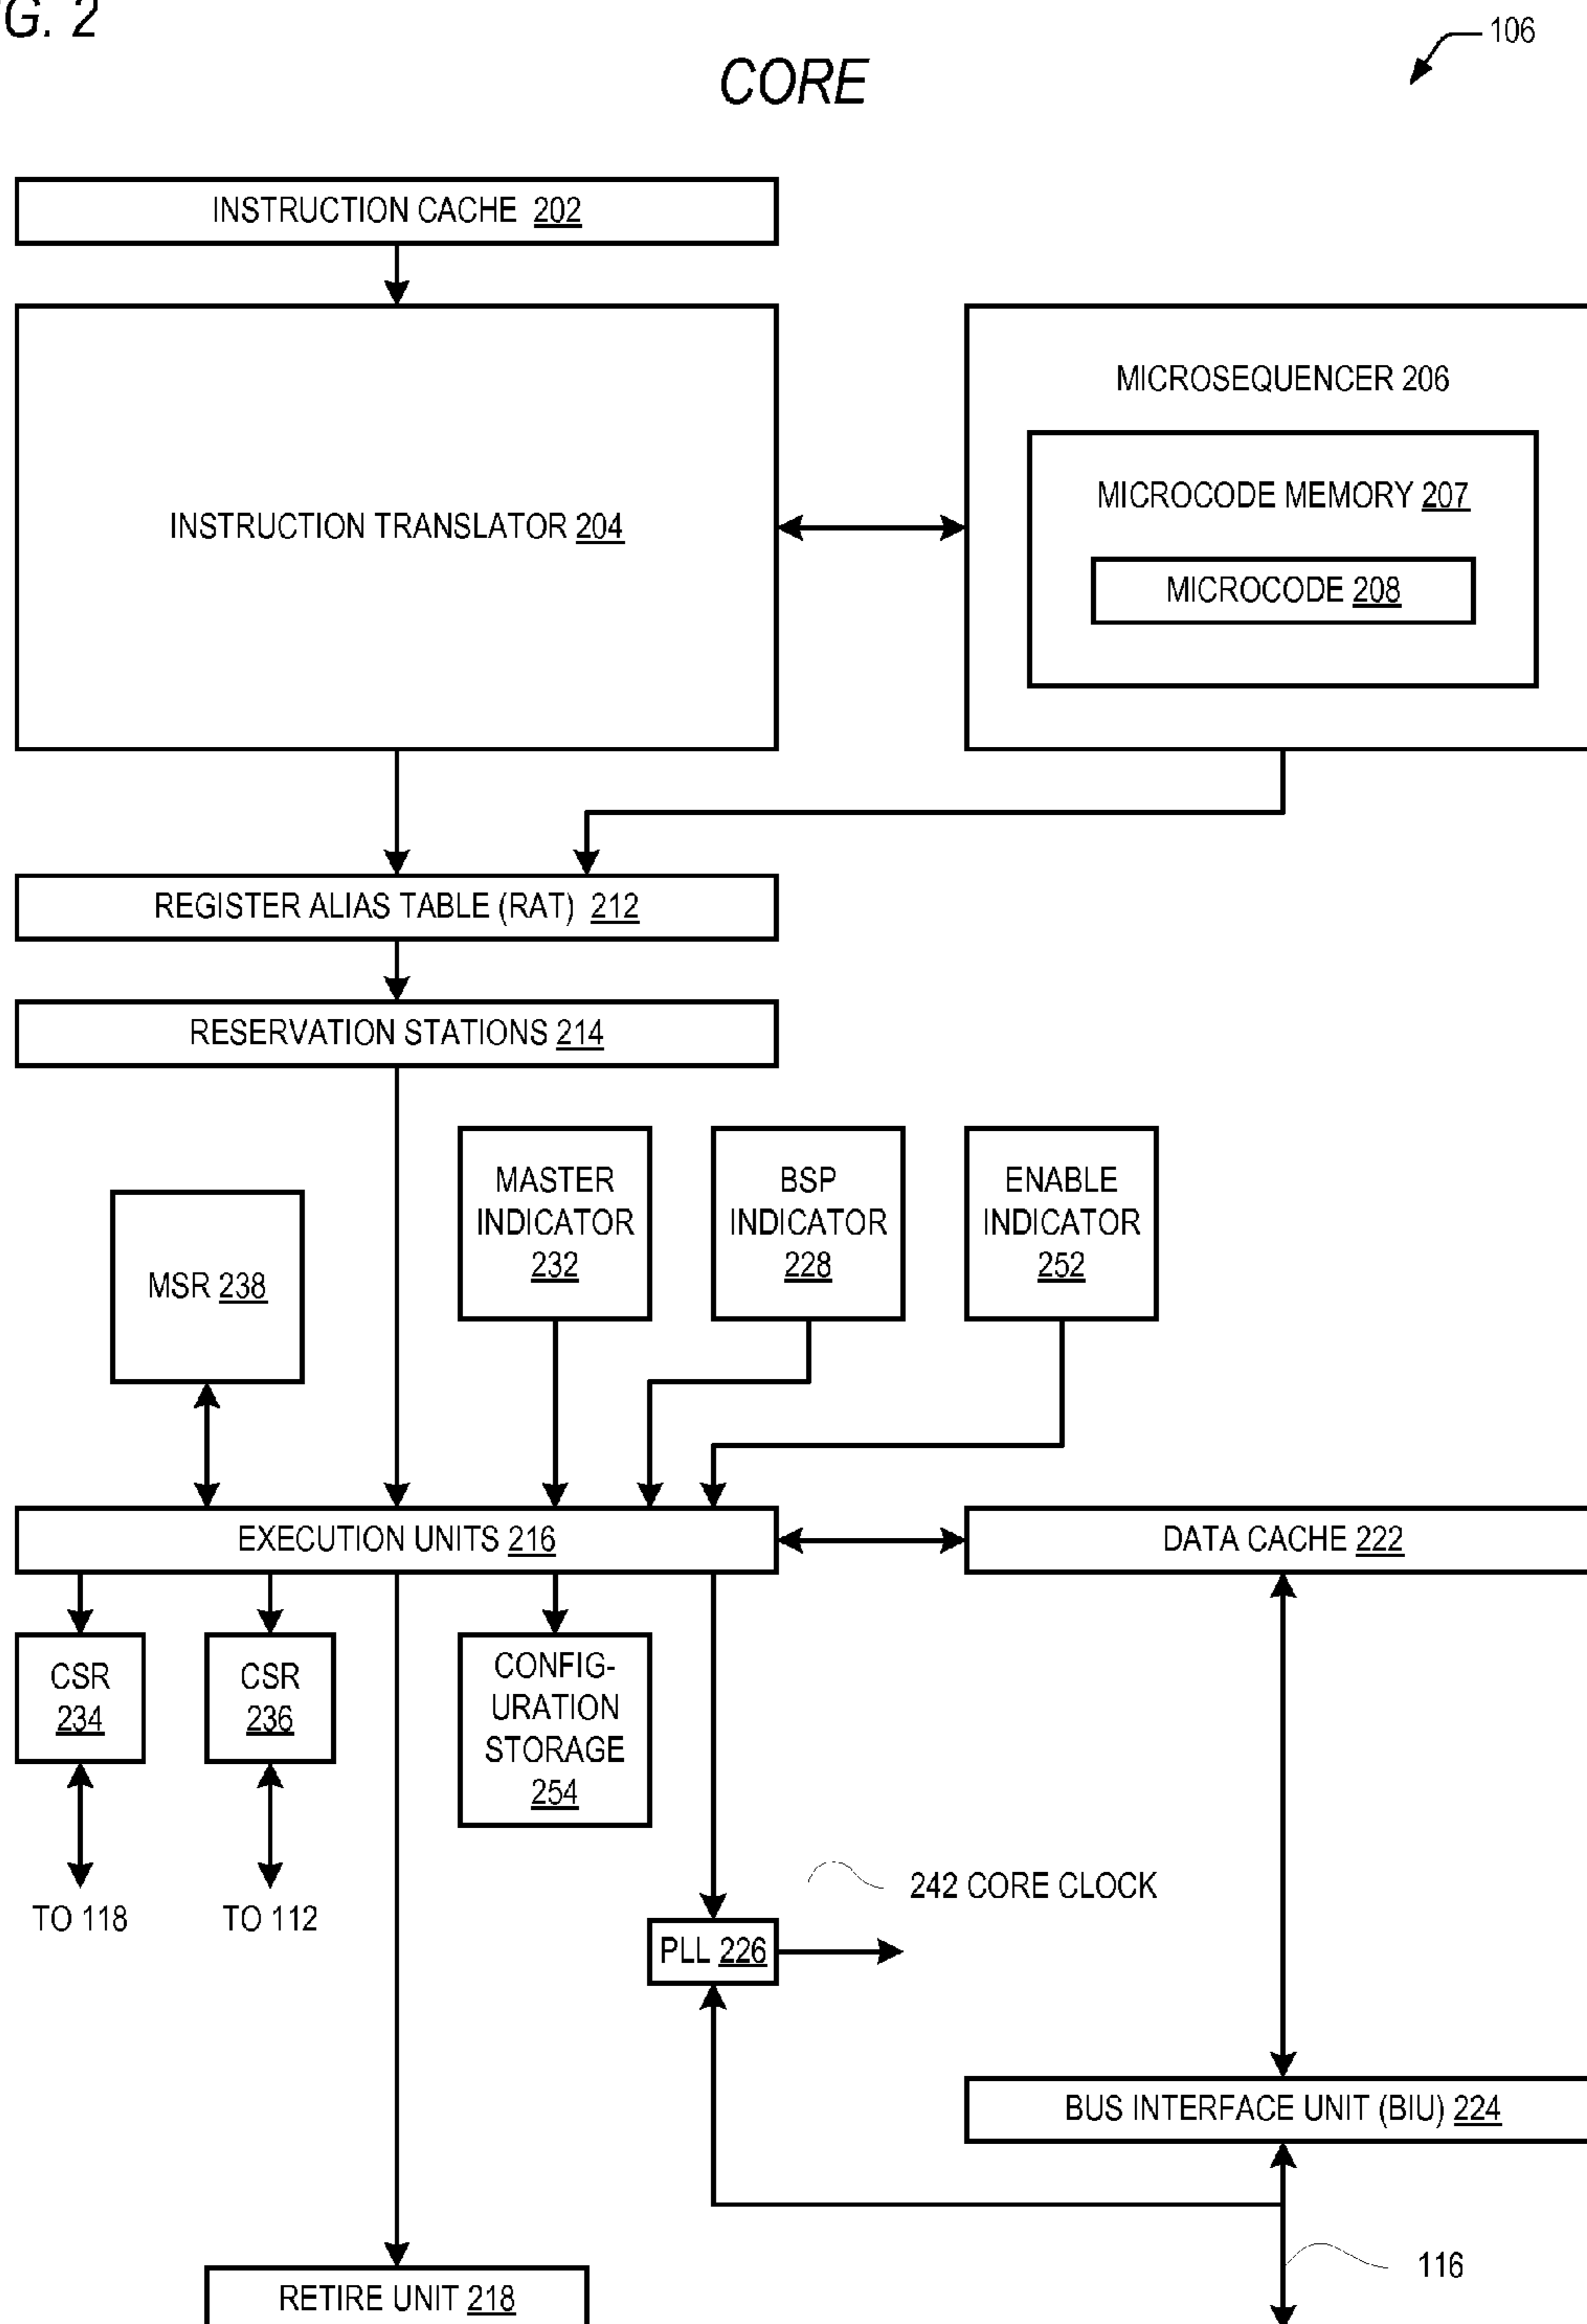 G. 2
106
CORE
INSTRUCTION CACHE 202
MICROSEQUENCER 206
MICROCODE MEMORY 207
INSTRUCTION TRANSLATOR 204
MICROCODE 208
REGISTER ALIAS TABLE (RAT) 212
RESERVATION STATIONS 214
MASTER
INDICATOR
232
BSP
INDICATOR
228
ENABLE
INDICATOR
252
MSR 238
EXECUTION UNITS 216
DATA CACHE 222
CSR
234
CSR
236
CONFIG-
URATION
STORAGE
254
TO 118
TO 112
242 CORE CLOCK
PLL 226
BUS INTERFACE UNIT (BIU) 224
116
RETIRE UNIT 218